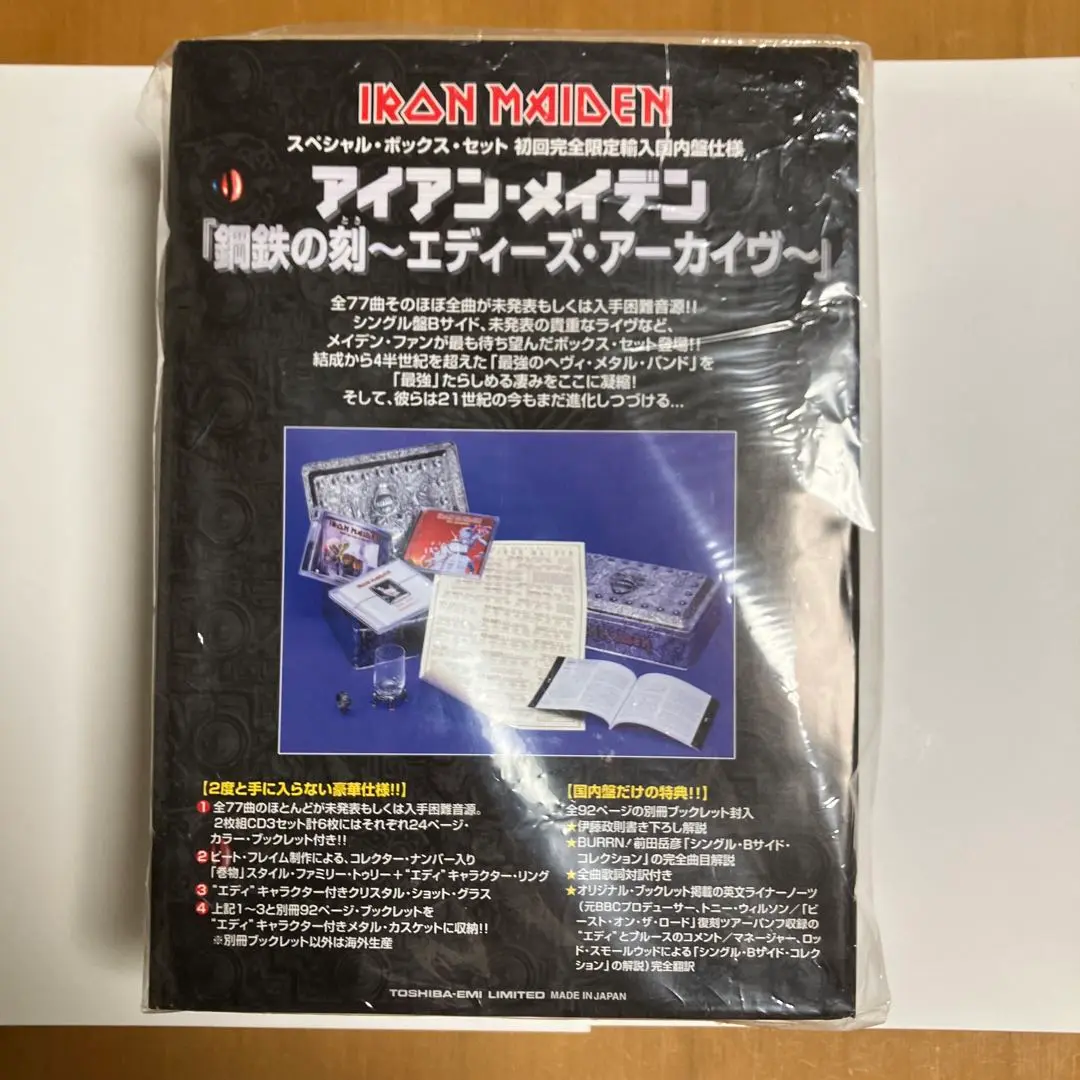 IRON MAIDEN
スペシャル・ボックス・セット 初回完全限定輸入国内盤仕様
アイアン・メイデン
とき
「鋼鉄の刻～エディーズ・アーカイヴ～」
全77曲そのほぼ全曲が未発表もしくは入手困難音源!!
シングル盤Bサイド、未発表の貴重なライヴなど、
メイデン・ファンが最も待ち望んだボックス・セット登場!!
結成から4半世紀を超えた「最強のヘヴィ・メタル・バンド」を
「最強」たらしめる凄みをここに凝縮!
そして、彼らは21世紀の今もまだ進化しつづける...
IRON MAIDEN
【2度と手に入らない豪華仕様!!】
1 全77曲のほとんどが未発表もしくは入手困難音源。
2枚組CD3セット計6枚にはそれぞれ24ページ・
カラー・ブックレット付き!!
2 ピート・フレイム制作による、コレクター・ナンバー入り
「巻物」スタイル・ファミリー・トゥリー+"エディ"キャラクター・リング
3 "エディ"キャラクター付きクリスタル・ショット・グラス
4 上記1～3と別冊92ページ・ブックレットを
"エディ"キャラクター付きメタル・カスケットに収納!!
※別冊ブックレット以外は海外生産
【国内盤だけの特典!!】
全92ページの別冊ブックレット封入
★伊藤政則書き下ろし解説
★BURRN!前田岳彦「シングル・Bサイド・
コレクション」の完全曲目解説
★全曲歌詞対訳付き
★オリジナル・ブックレット掲載の英文ライナーノーツ
(元BBCプロデューサー、トニー・ウィルソン/「ビ
ースト・オン・ザ・ロード」復刻ツアーパンフ収録の
"エディ"とブルースのコメント/マネージャー、ロッ
ド・スモールウッドによる「シングル・Bサイド・コレク
ション」の解説)完全翻訳
TOSHIBA-EMI LIMITED MADE IN JAPAN